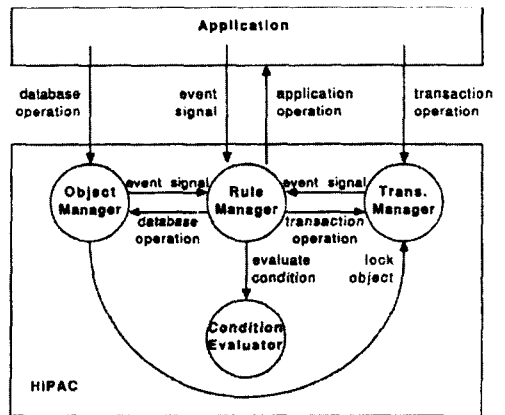 Application
database
operation
event
signal
application
operation
transaction
operation
Object
Manager
event signal
Rule
Manager
event signal
Trans.
Manager
database
operation
transaction
operation
evaluate
condition
lock
object
Condition
Evaluator
HiPAC